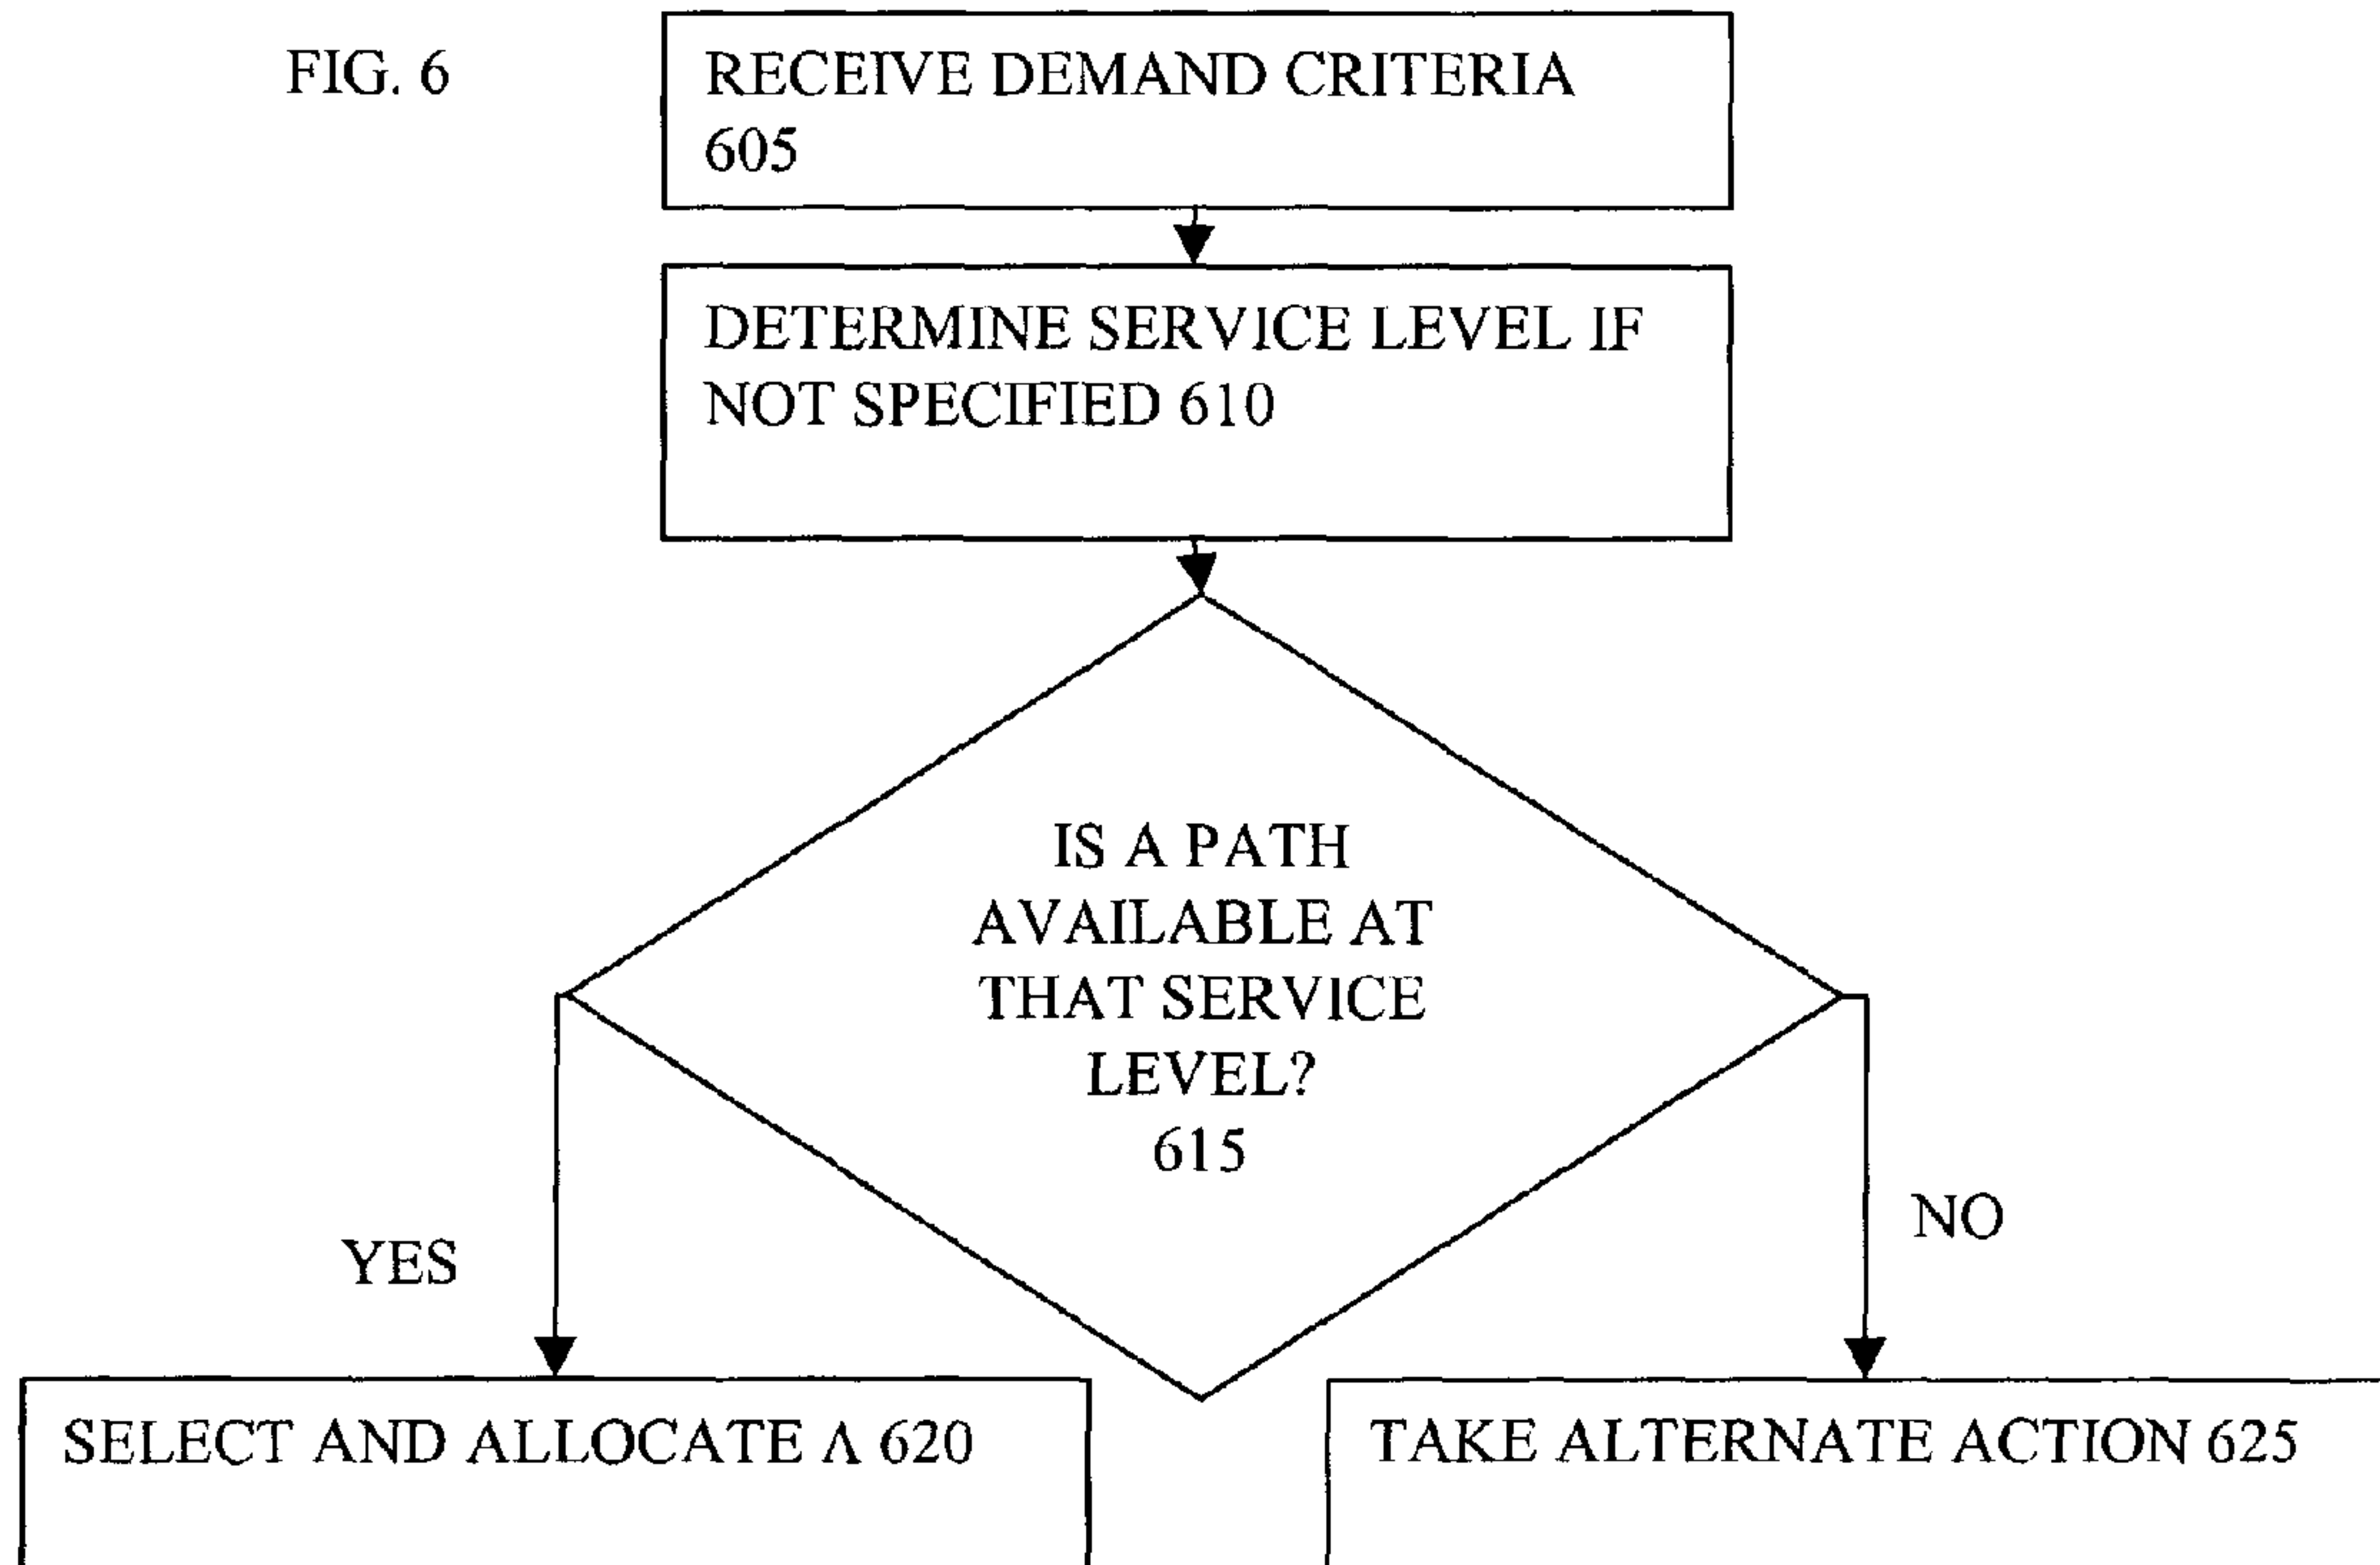 FIG. 6
RECEIVE DEMAND CRITERIA
605
DETERMINE SERVICE LEVEL IF
NOT SPECIFIED 610
IS A PATH
AVAILABLE AT
THAT SERVICE
LEVEL?
615
YES
NO
SELECT AND ALLOCATE Λ 620
TAKE ALTERNATE ACTION 625